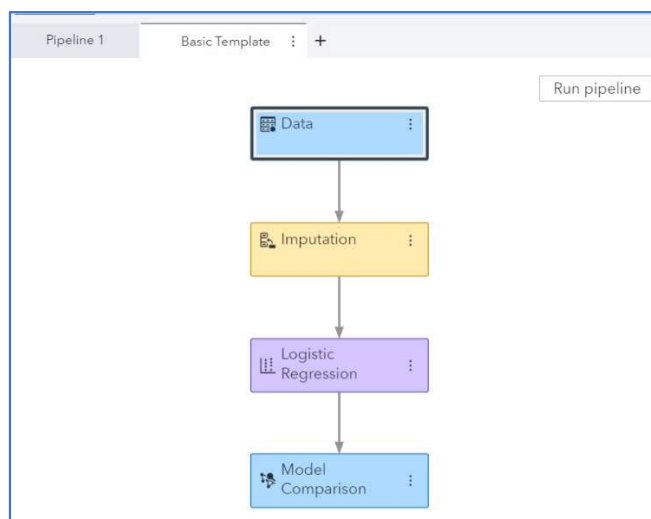 Pipeline 1
Basic Template
+
Run pipeline
Data
Imputation
Logistic
Regression
Model
Comparison